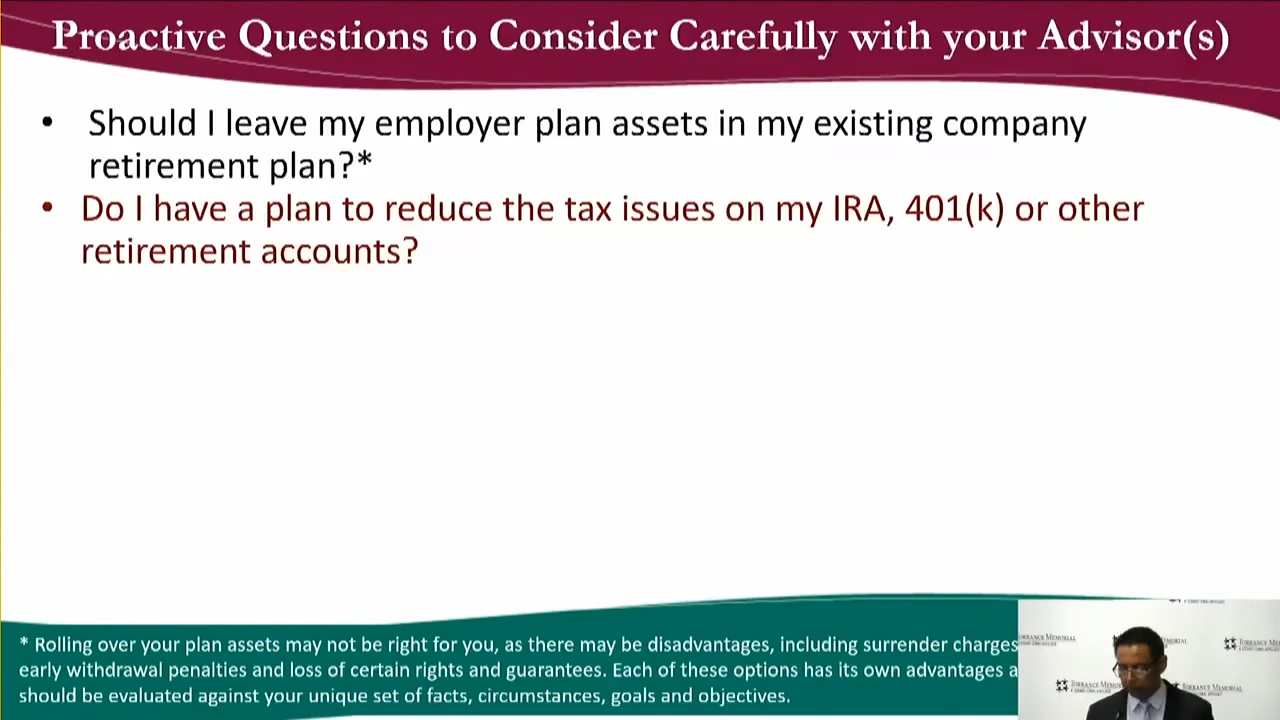 Proactive Questions to Consider Carefully with your Advisor(s)
• Should I leave my employer plan assets in my existing company
retirement plan?*
• Do I have a plan to reduce the tax issues on my IRA, 401(k) or other
retirement accounts?
* Rolling over your plan assets may not be right for you, as there may be disadvantages, including surrender charges
early withdrawal penalties and loss of certain rights and guarantees. Each of these options has its own advantages a
should be evaluated against your unique set of facts, circumstances, goals and objectives.
TORRANCE MEMORIAL
TORRANCE MEMORIAL